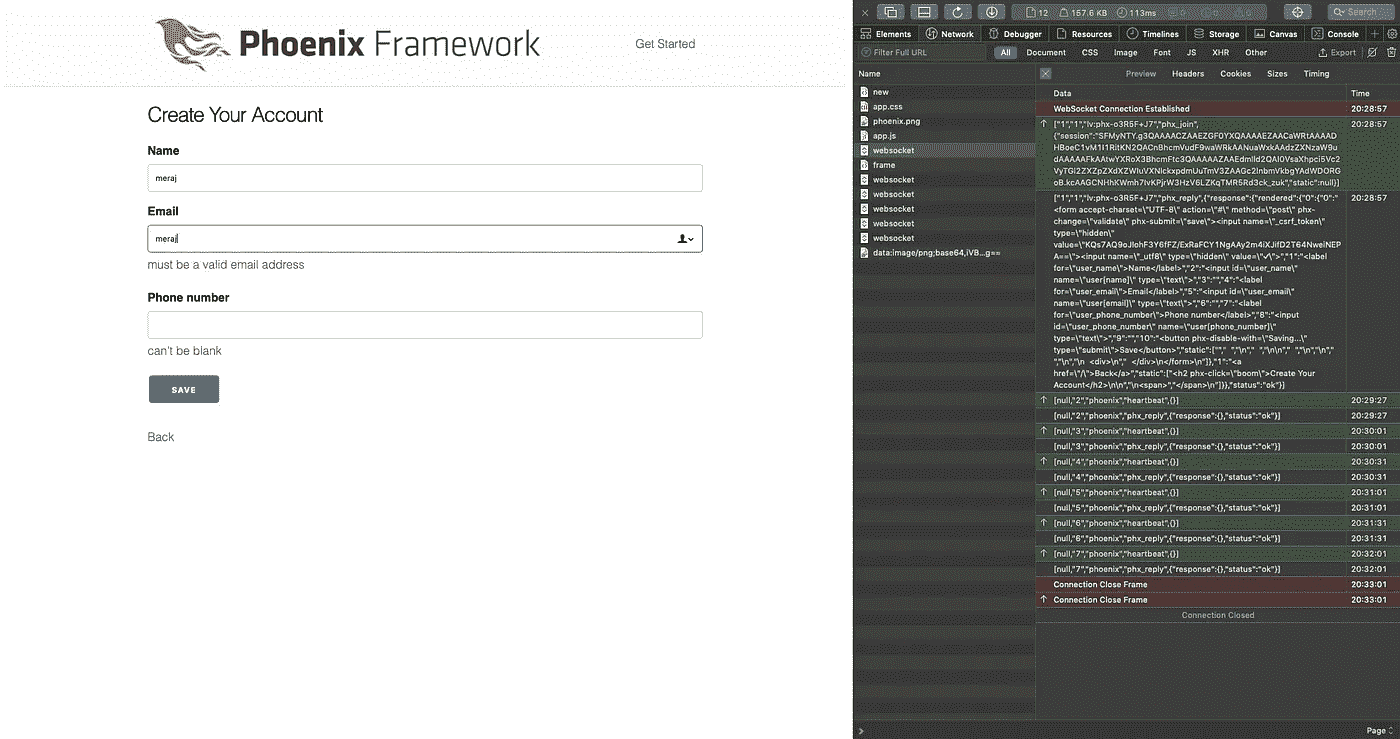 Phoenix Framework
Get Started
Create Your Account
Name
meraj
Email
meraj
must be a valid email address
Phone number
can't be blank
SAVE
Back
12 157.6 KB 113ms
Search
Elements Network Debugger Resources Timelines Storage Canvas Console
Filter Full URL All Document CSS Image Font JS XHR Other Export
Name
new
app.css
phoenix.png
app.js
websocket
frame
websocket
websocket
websocket
websocket
websocket
data:image/png;base64,iVB...g==
Preview Headers Cookies Sizes Timing
Data Time
WebSocket Connection Established 20:28:57
["1","1","lv:phx-o3R5F+J7","phx_join", 20:28:57
["1","1","lv:phx-o3R5F+J7","phx_reply",{"response":{"rendered":{"0":{"0":" 20:28:57
<form accept-charset=\"UTF-8\" action=\"#\" method=\"post\" phx-
change=\"validate\" phx-submit=\"save\"><input name=\"_csrf_token\"
type=\"hidden\"
A==\"><input name=\"_utf8\" type=\"hidden\" value=\"✓\">","1":"<label
for=\"user_name\">Name</label>","2":"<input id=\"user_name\"
name=\"user[name]\" type=\"text\">","3":"","4":"<label
for=\"user_email\">Email</label>","5":"<input id=\"user_email\"
name=\"user[email]\" type=\"text\">","6":"","7":"<label
for=\"user_phone_number\">Phone number</label>","8":"<input
id=\"user_phone_number\" name=\"user[phone_number]\"
type=\"text\">","9":"","10":"<button phx-disable-with=\"Saving...\"
type=\"submit\">Save</button>","static":["","
<div>\n"," </div>\n</form>\n"]},"1":"<a
href=\"/\">Back</a>","static":["<h2 phx-click=\"boom\">Create Your
Account</h2>\n\n","\n<span>","</span>\n"]}},"status":"ok"}]
[null,"2","phoenix","heartbeat",{}] 20:29:27
[null,"2","phoenix","phx_reply",{"response":{},"status":"ok"}] 20:29:27
[null,"3","phoenix","heartbeat",{}] 20:30:01
[null,"3","phoenix","phx_reply",{"response":{},"status":"ok"}] 20:30:01
[null,"4","phoenix","heartbeat",{}] 20:30:31
[null,"4","phoenix","phx_reply",{"response":{},"status":"ok"}] 20:30:31
[null,"5","phoenix","heartbeat",{}] 20:31:01
[null,"5","phoenix","phx_reply",{"response":{},"status":"ok"}] 20:31:01
[null,"6","phoenix","heartbeat",{}] 20:31:31
[null,"6","phoenix","phx_reply",{"response":{},"status":"ok"}] 20:31:31
[null,"7","phoenix","heartbeat",{}] 20:32:01
[null,"7","phoenix","phx_reply",{"response":{},"status":"ok"}] 20:32:01
Connection Close Frame 20:33:01
Connection Close Frame 20:33:01
Connection Closed
Page